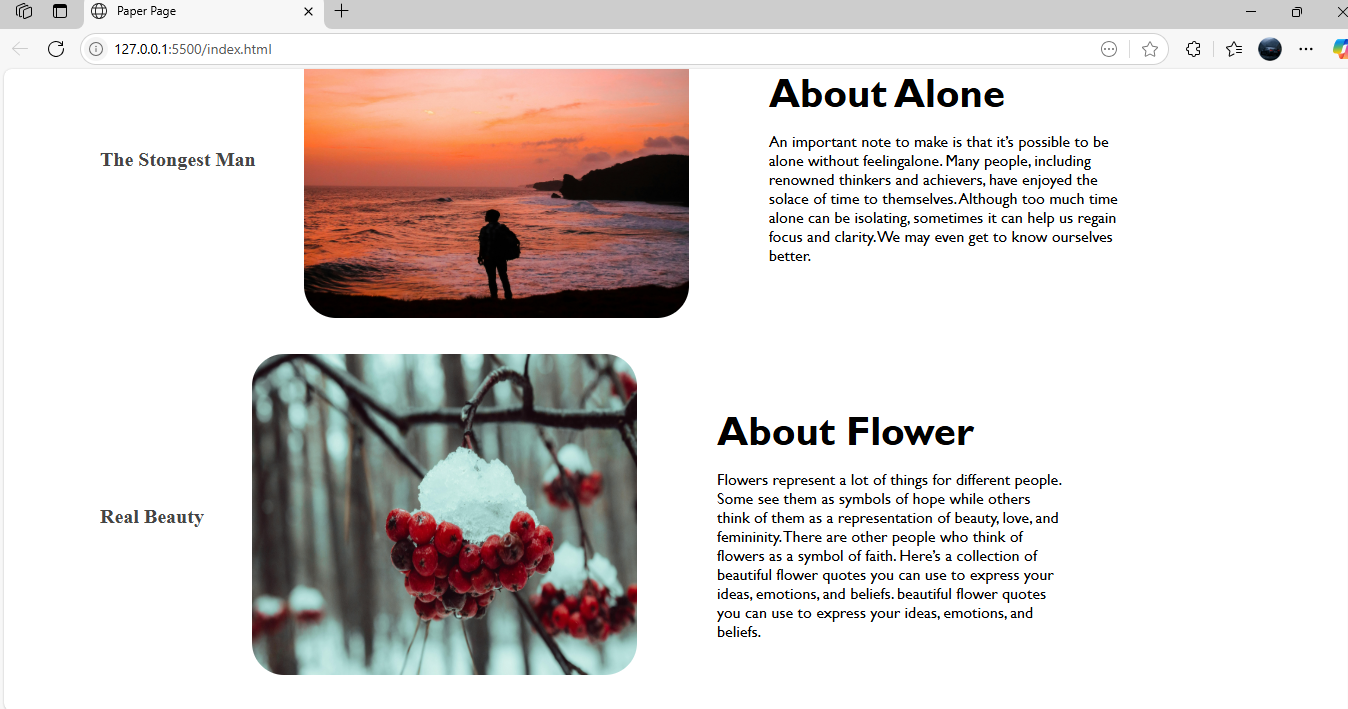 Paper Page
127.0.0.1:5500/index.html
The Stongest Man
About Alone
An important note to make is that it's possible to be
alone without feelingalone. Many people, including
renowned thinkers and achievers, have enjoyed the
solace of time to themselves.Although too much time
alone can be isolating, sometimes it can help us regain
focus and clarity.We may even get to know ourselves
better.
Real Beauty
About Flower
Flowers represent a lot of things for different people.
Some see them as symbols of hope while others
think of them as a representation of beauty, love, and
femininity.There are other people who think of
flowers as a symbol of faith. Here's a collection of
beautiful flower quotes you can use to express your
ideas, emotions, and beliefs. beautiful flower quotes
you can use to express your ideas, emotions, and
beliefs.